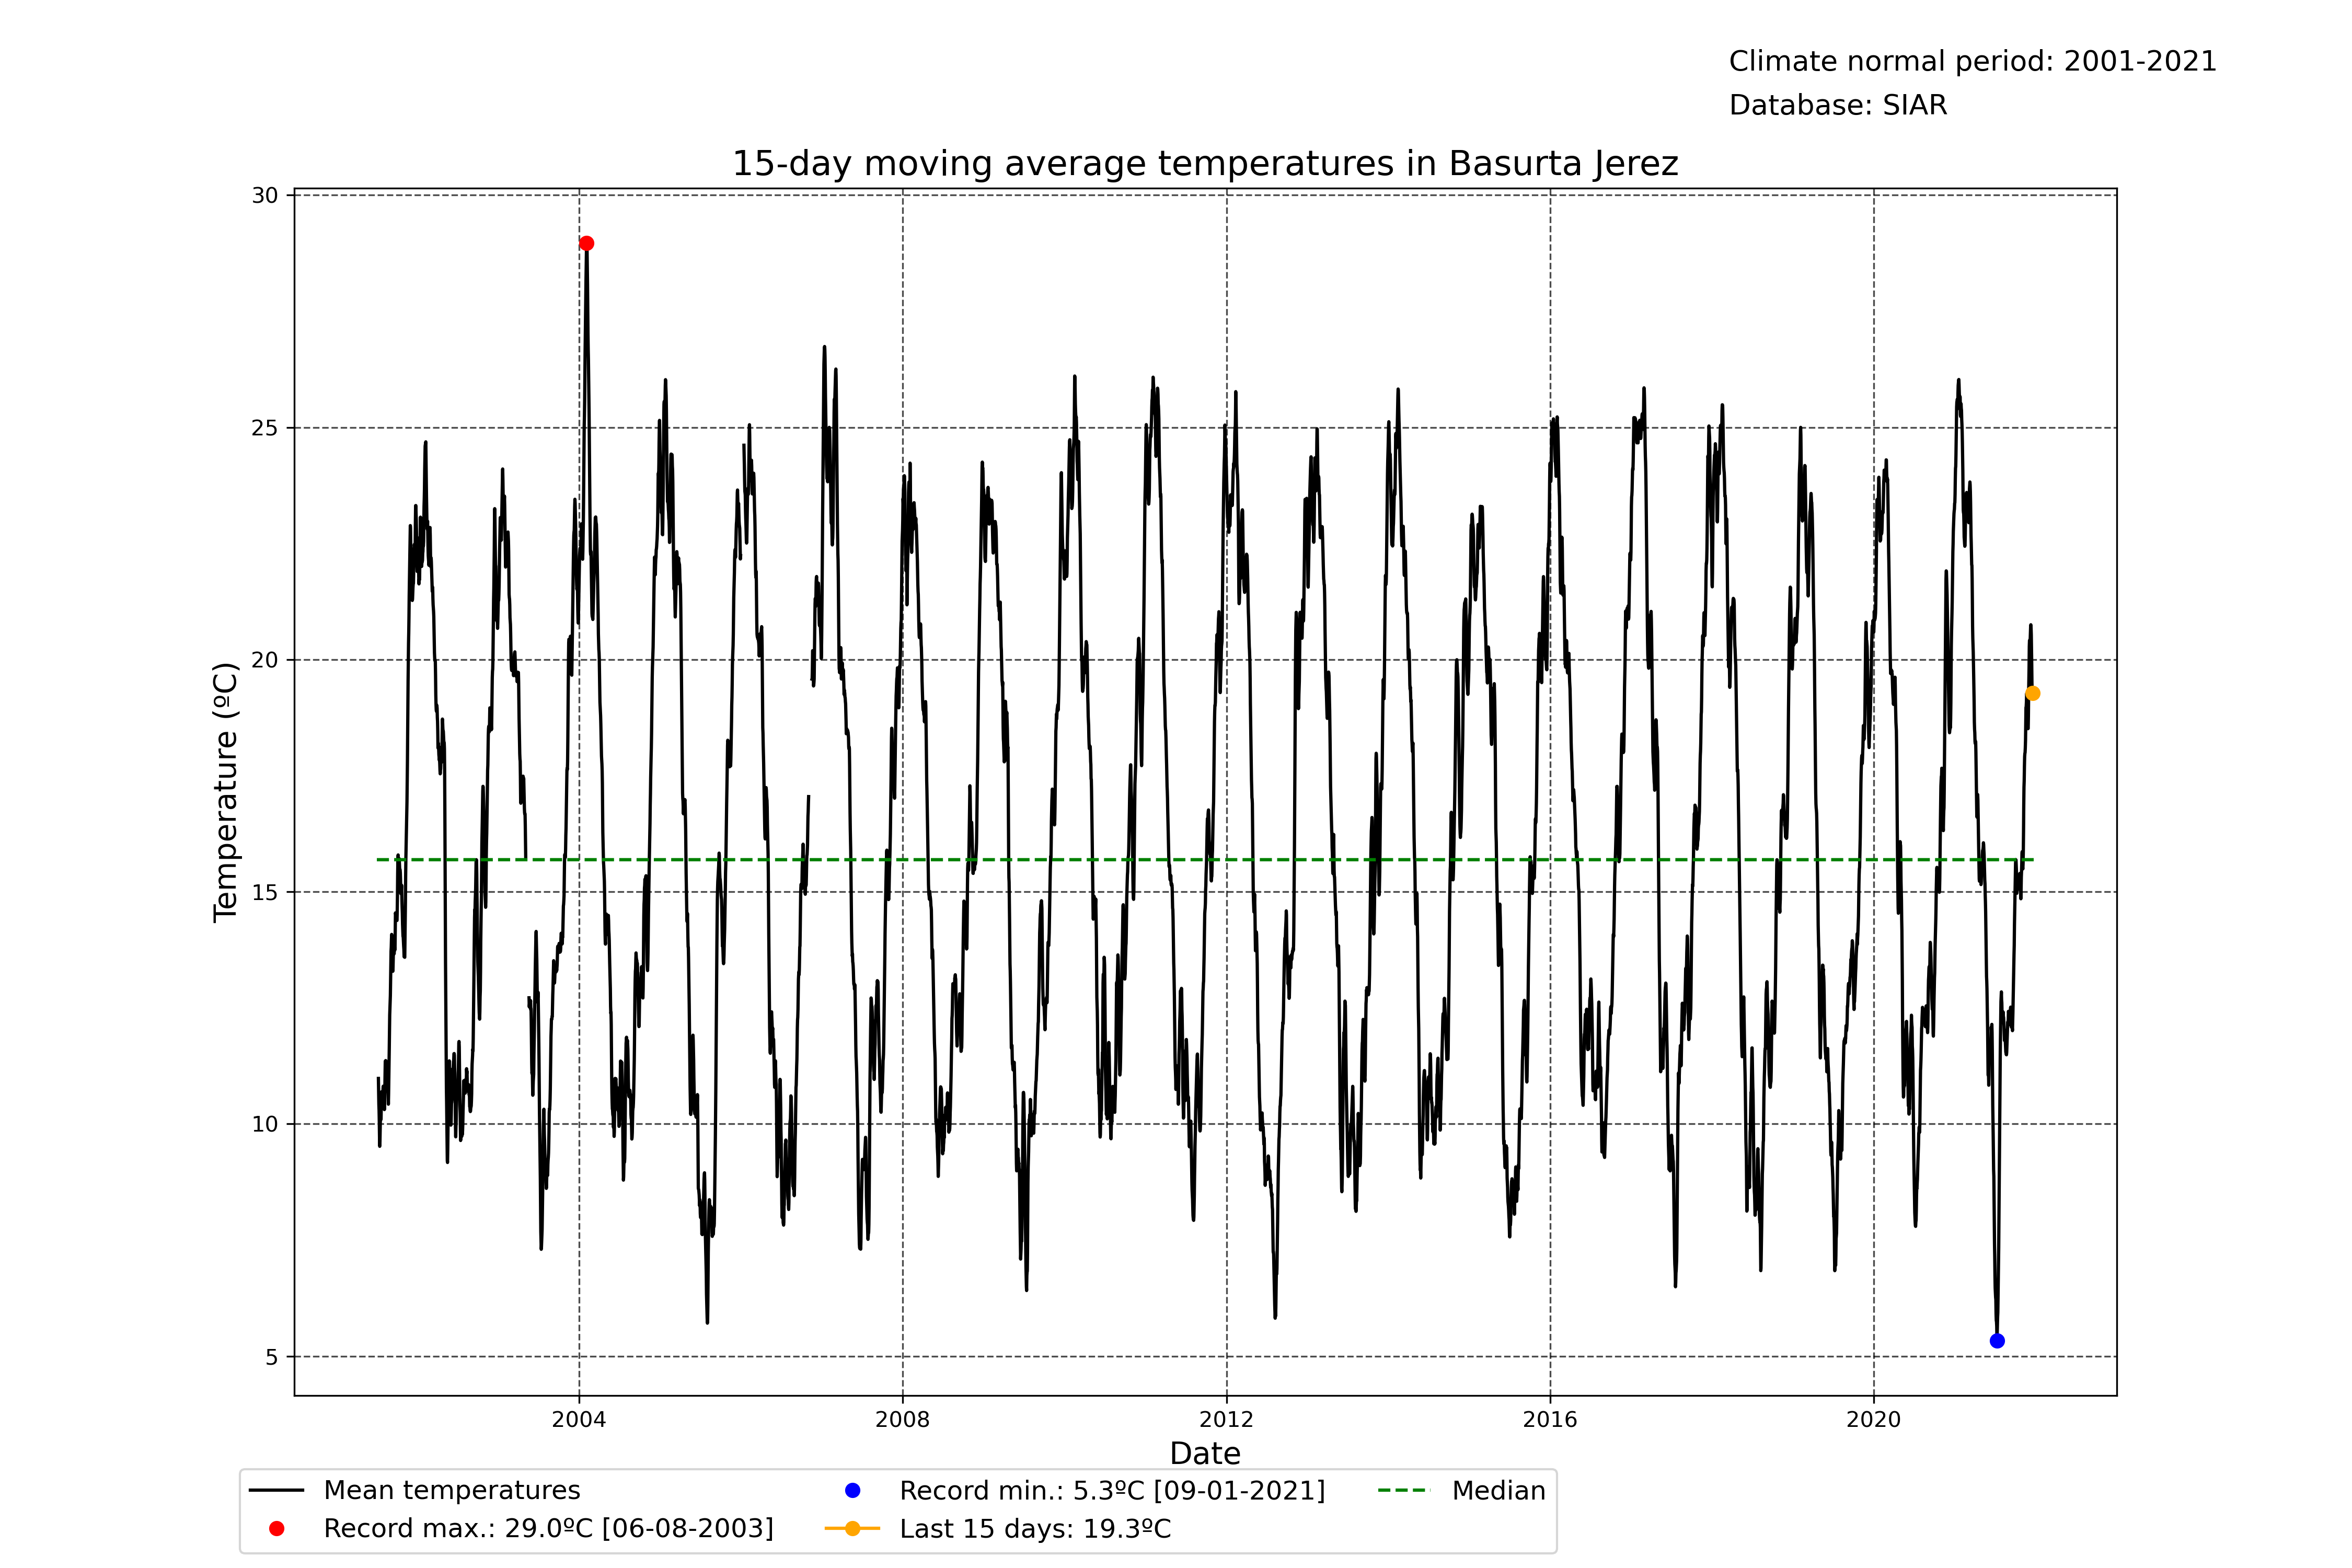 Climate normal period: 2001-2021
Database: SIAR
15-day moving average temperatures in Basurta Jerez
30
25
20
15
10
5
Temperature (ºC)
2004 2008 2012 2016 2020
Date
Mean temperatures
Record max.: 29.0ºC [06-08-2003]
Record min.: 5.3ºC [09-01-2021]
Last 15 days: 19.3ºC
Median